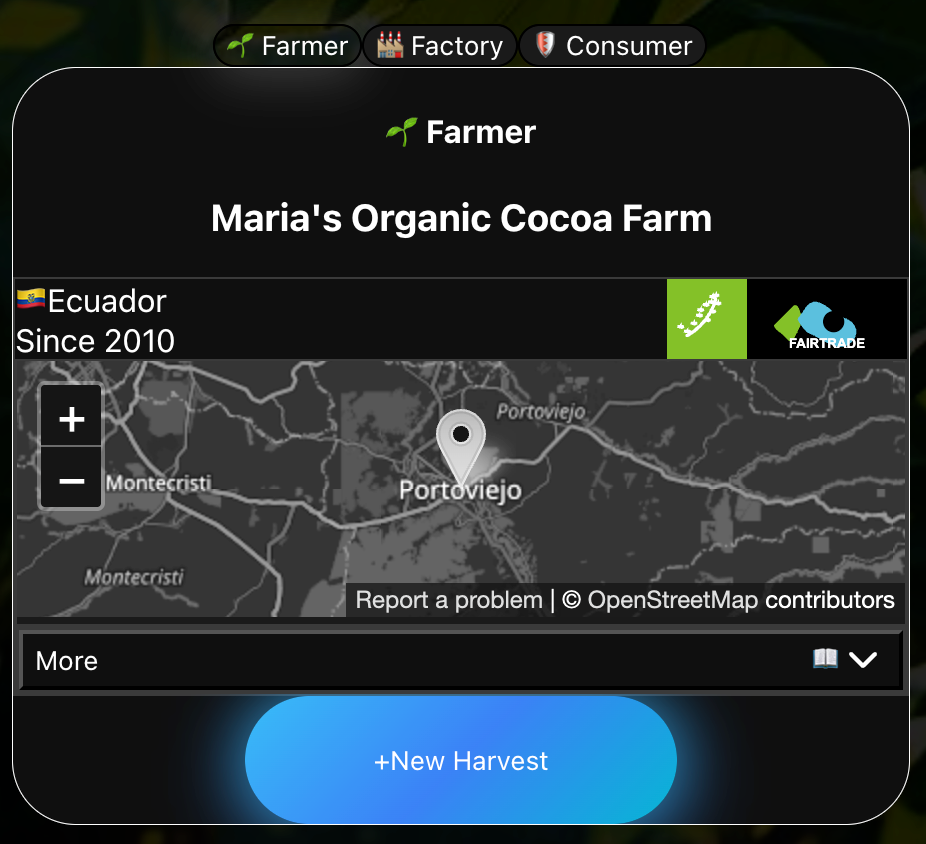 🌱 Farmer 🏭 Factory 🛡️ Consumer
🌱 Farmer
Maria's Organic Cocoa Farm
🇪🇨Ecuador
Since 2010
FAIRTRADE
+
−
Portoviejo
Montecristi
Portoviejo
Montecristi
Report a problem | © OpenStreetMap contributors
More
+New Harvest